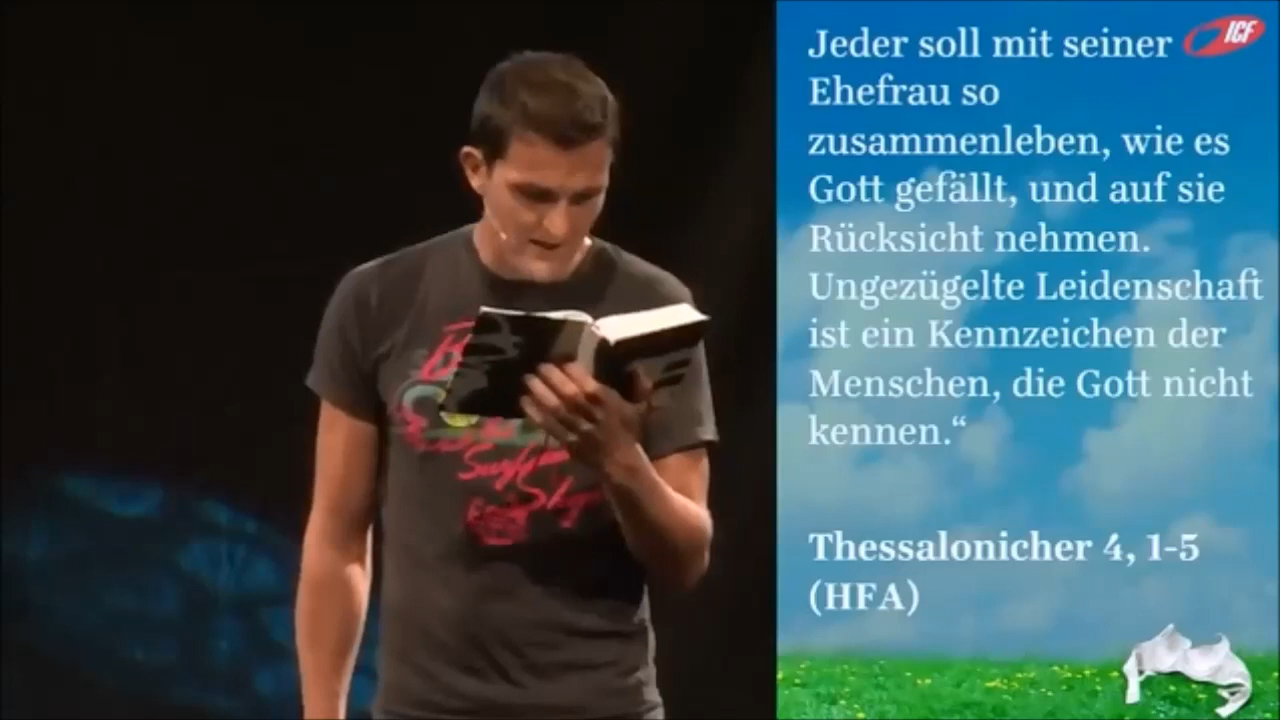 Jeder soll mit seiner
ICF
Ehefrau so
zusammenleben, wie es
Gott gefällt, und auf sie
Rücksicht nehmen.
Ungezügelte Leidenschaft
ist ein Kennzeichen der
Menschen, die Gott nicht
kennen.“
Thessalonicher 4, 1-5
(HFA)